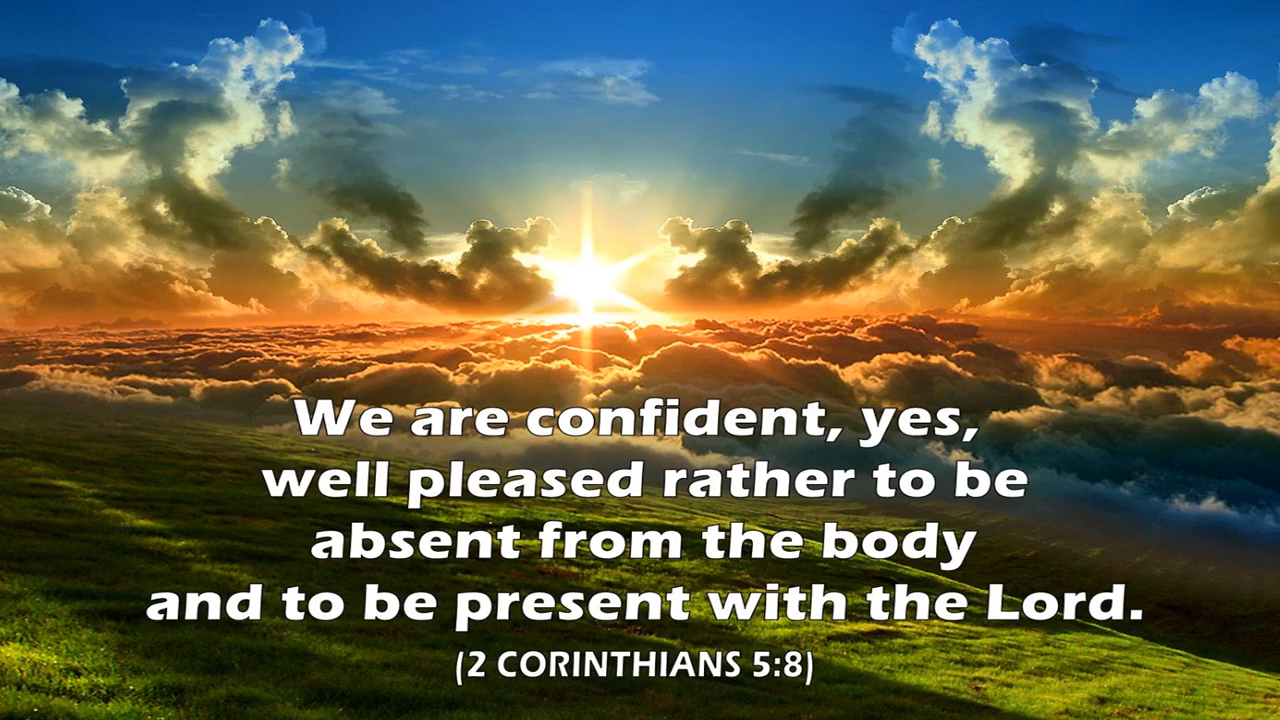 We are confident, yes,
well pleased rather to be
absent from the body
and to be present with the Lord.
(2 CORINTHIANS 5:8)